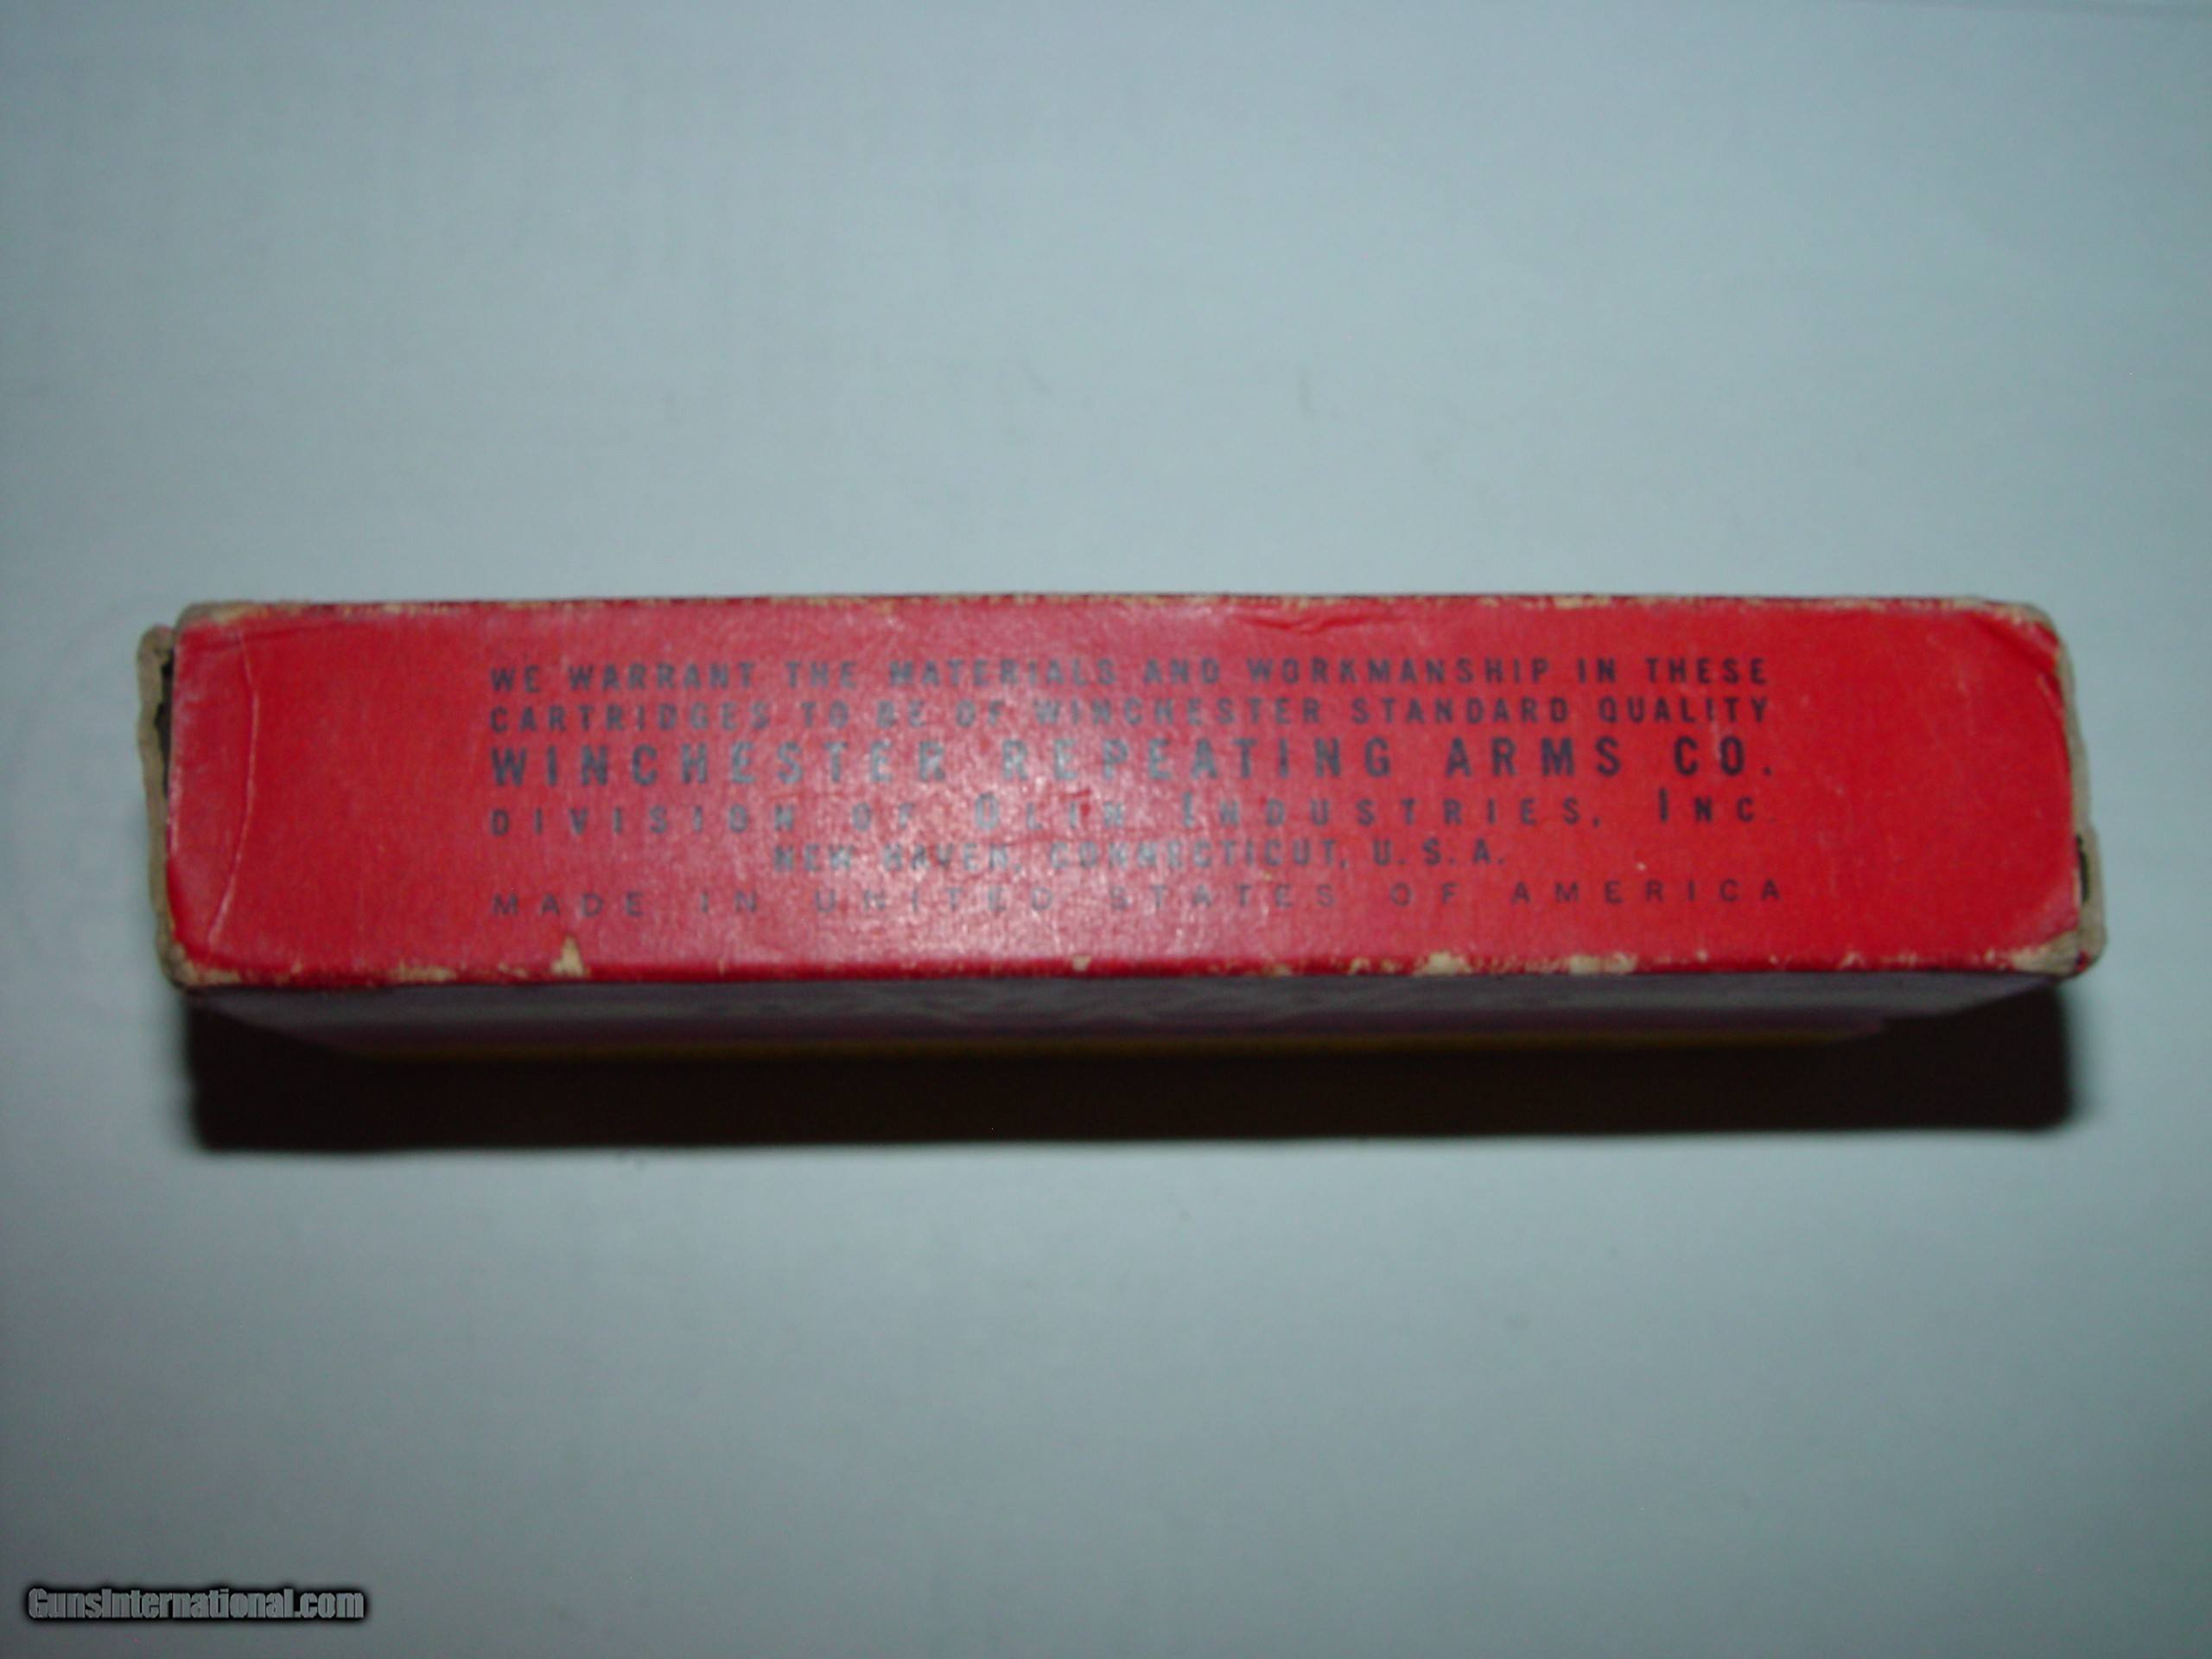 WE WARRANT THE MATERIALS AND WORKMANSHIP IN THESE
CARTRIDGES TO BE OF WINCHESTER STANDARD QUALITY
WINCHESTER REPEATING ARMS CO.
DIVISION OF OLIN INDUSTRIES, INC
NEW HAVEN, CONNECTICUT, U.S.A.
MADE IN UNITED STATES OF AMERICA
GunsInternational.com